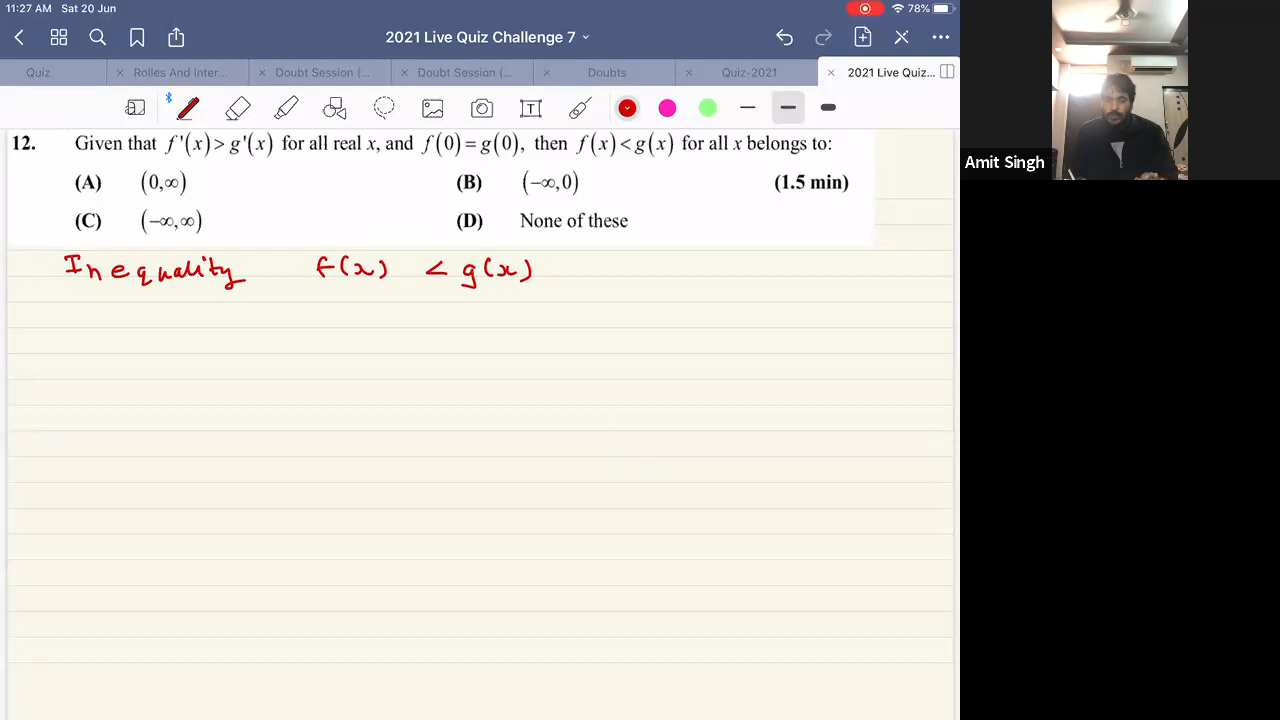 11:27 AM Sat 20 Jun
78%
2021 Live Quiz Challenge 7
Quiz
Rolles And Inter...
Doubt Session (...
Doubt Session (...
Doubts
Quiz-2021
2021 Live Quiz...
T
12. Given that f'(x) > g'(x) for all real x, and f(0) = g(0), then f(x) < g(x) for all x belongs to:
(A) (0,∞) (B) (−∞,0) (1.5 min)
(C) (−∞,∞) (D) None of these
Inequality f(x) < g(x)
Amit Singh